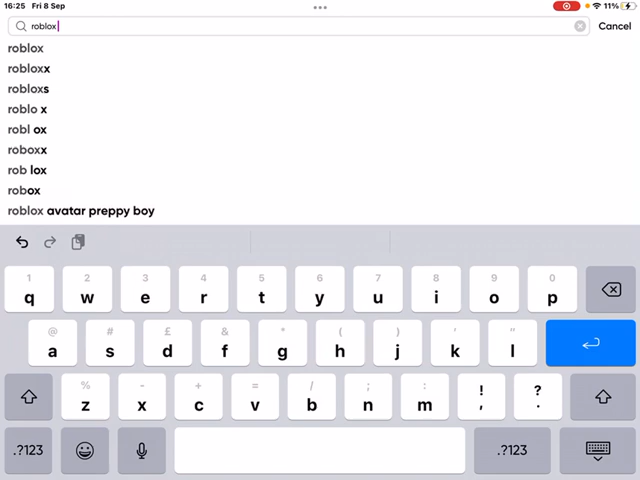 16:25 Fri 8 Sep 11%
roblox Cancel
roblox
robloxx
robloxs
roblo x
robl ox
roboxx
rob lox
robox
roblox avatar preppy boy
1 2 3 4 5 6 7 8 9 0
q w e r t y u i o p
@ # £ & * ( ) ' "
a s d f g h j k l
% - + = / ; : ! ?
z x c v b n m , .
.?123 .?123